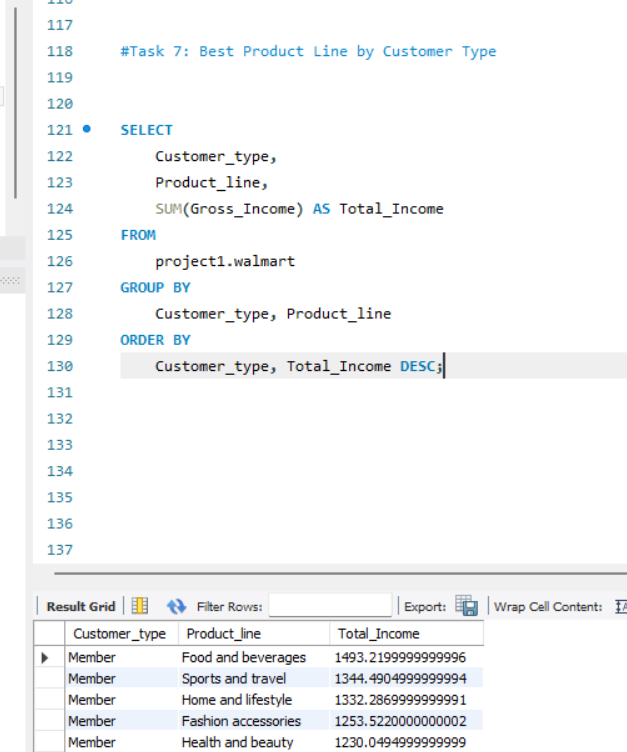 116
117
118 #Task 7: Best Product Line by Customer Type
119
120
121 SELECT
122 Customer_type,
123 Product_line,
124 SUM(Gross_Income) AS Total_Income
125 FROM
126 project1.walmart
127 GROUP BY
128 Customer_type, Product_line
129 ORDER BY
130 Customer_type, Total_Income DESC;
131
132
133
134
135
136
137
Result Grid Filter Rows: Export: Wrap Cell Content:
Customer_type Product_line Total_Income
Member Food and beverages 1493.2199999999996
Member Sports and travel 1344.4904999999994
Member Home and lifestyle 1332.2869999999991
Member Fashion accessories 1253.5220000000002
Member Health and beauty 1230.0494999999999